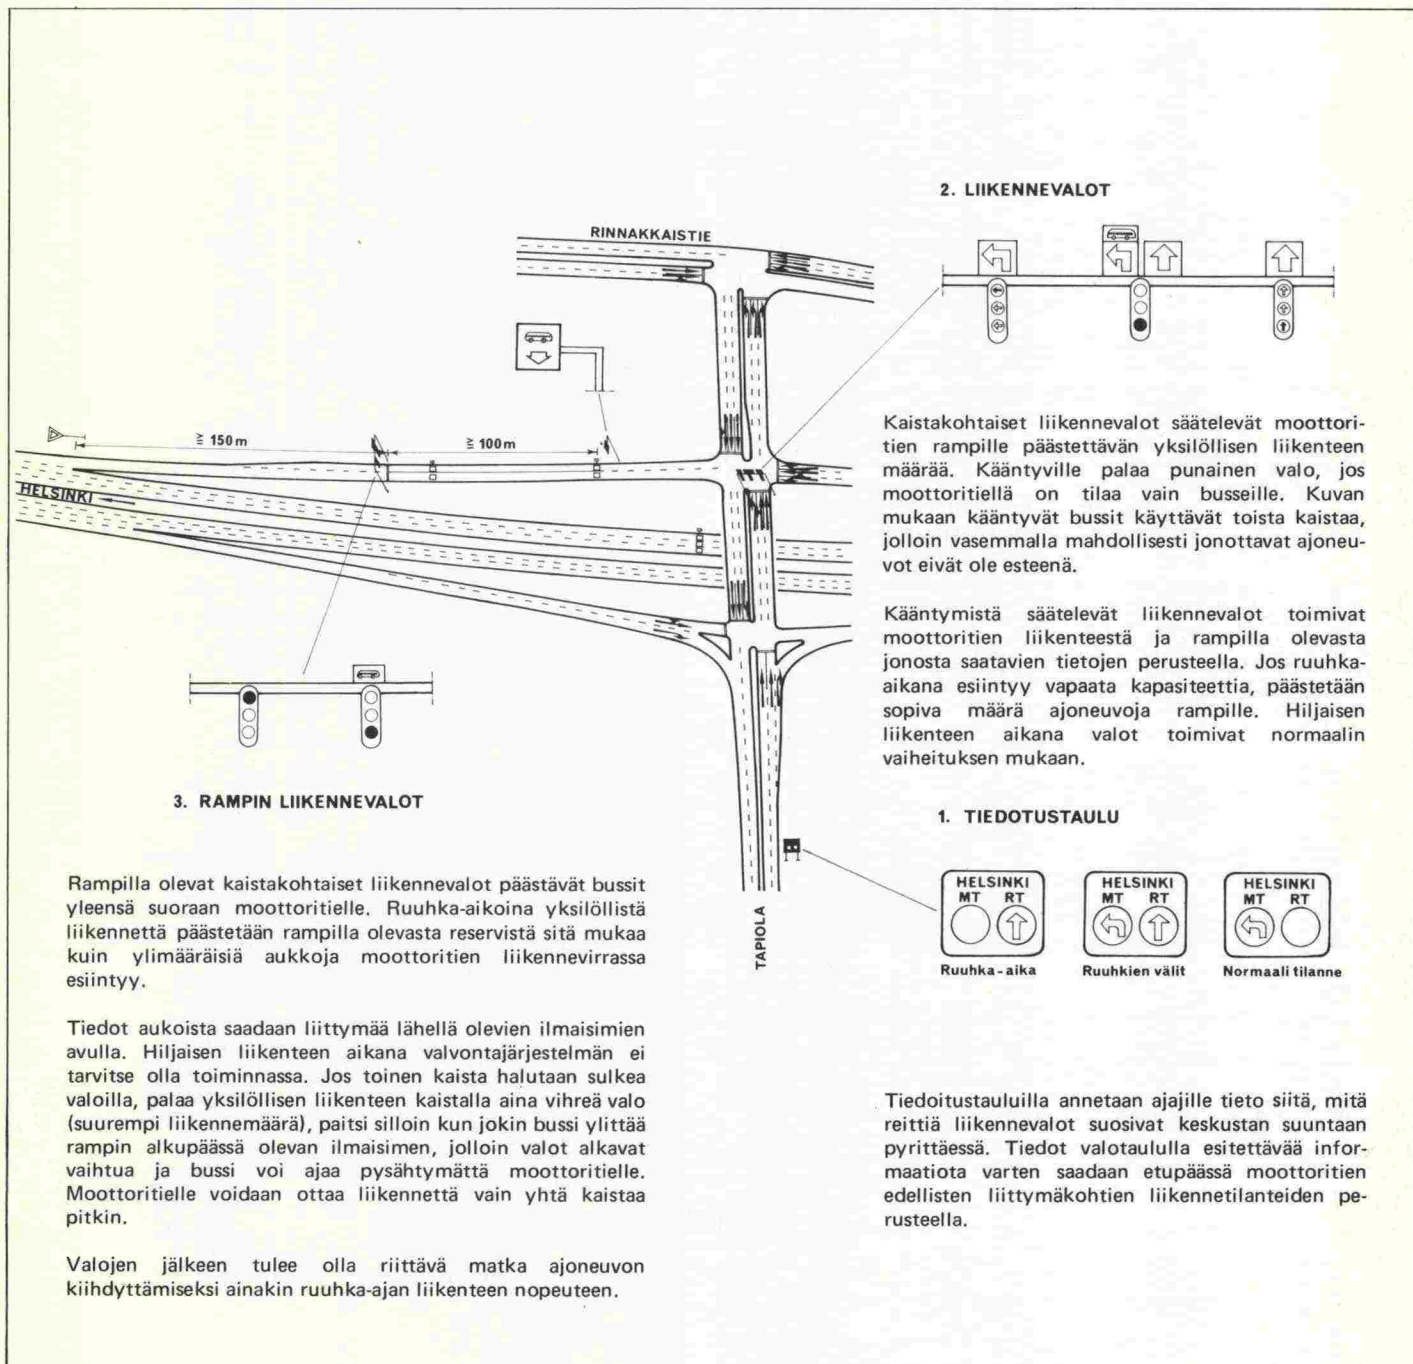 2. LIIKENNEVALOT
RINNAKKAISTIE
≧ 150 m
≧ 100 m
HELSINKI
Kaistakohtaiset liikennevalot säätelevät moottori-
tien rampille päästettävän yksilöllisen liikenteen
määrää. Kääntyville palaa punainen valo, jos
moottoritiellä on tilaa vain busseille. Kuvan
mukaan kääntyvät bussit käyttävät toista kaistaa,
jolloin vasemmalla mahdollisesti jonottavat ajoneu-
vot eivät ole esteenä.
Kääntymistä säätelevät liikennevalot toimivat
moottoritien liikenteestä ja rampilla olevasta
jonosta saatavien tietojen perusteella. Jos ruuhka-
aikana esiintyy vapaata kapasiteettia, päästetään
sopiva määrä ajoneuvoja rampille. Hiljaisen
liikenteen aikana valot toimivat normaalin
vaiheituksen mukaan.
3. RAMPIN LIIKENNEVALOT
Rampilla olevat kaistakohtaiset liikennevalot päästävät bussit
yleensä suoraan moottoritielle. Ruuhka-aikoina yksilöllistä
liikennettä päästetään rampilla olevasta reservistä sitä mukaa
kuin ylimääräisiä aukkoja moottoritien liikennevirrassa
esiintyy.
Tiedot aukoista saadaan liittymää lähellä olevien ilmaisimien
avulla. Hiljaisen liikenteen aikana valvontajärjestelmän ei
tarvitse olla toiminnassa. Jos toinen kaista halutaan sulkea
valoilla, palaa yksilöllisen liikenteen kaistalla aina vihreä valo
(suurempi liikennemäärä), paitsi silloin kun jokin bussi ylittää
rampin alkupäässä olevan ilmaisimen, jolloin valot alkavat
vaihtua ja bussi voi ajaa pysähtymättä moottoritielle.
Moottoritielle voidaan ottaa liikennettä vain yhtä kaistaa
pitkin.
Valojen jälkeen tulee olla riittävä matka ajoneuvon
kiihdyttämiseksi ainakin ruuhka-ajan liikenteen nopeuteen.
TAPIOLA
1. TIEDOTUSTAULU
HELSINKI
MT RT
Ruuhka-aika
HELSINKI
MT RT
Ruuhkien välit
HELSINKI
MT RT
Normaali tilanne
Tiedoitustauluilla annetaan ajajille tieto siitä, mitä
reittiä liikennevalot suosivat keskustan suuntaan
pyrittäessä. Tiedot valotaululla esitettävää infor-
maatiota varten saadaan etupäässä moottoritien
edellisten liittymäkohtien liikennetilanteiden pe-
rusteella.